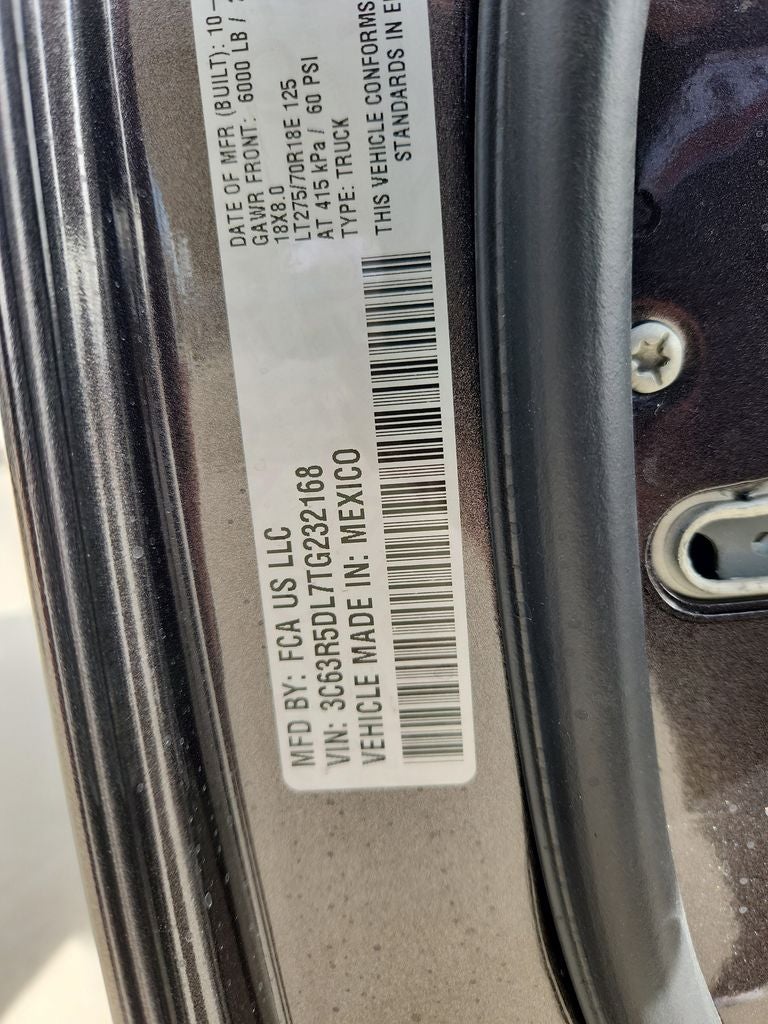 MFD BY: FCA US LLC
VIN: 3C63R5DL7TG232168
VEHICLE MADE IN: MEXICO
DATE OF MFR (BUILT): 10-
GAWR FRONT: 6000 LB /
18X8.0
LT275/70R18E 125
AT 415 kPa / 60 PSI
TYPE: TRUCK
THIS VEHICLE CONFORMS
STANDARDS IN